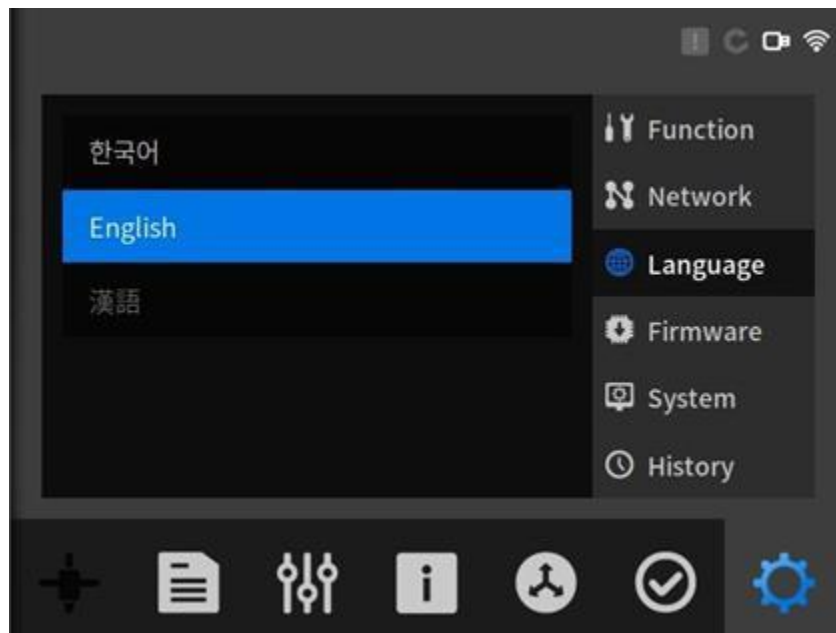 한국어
English
漢語
Function
Network
Language
Firmware
System
History